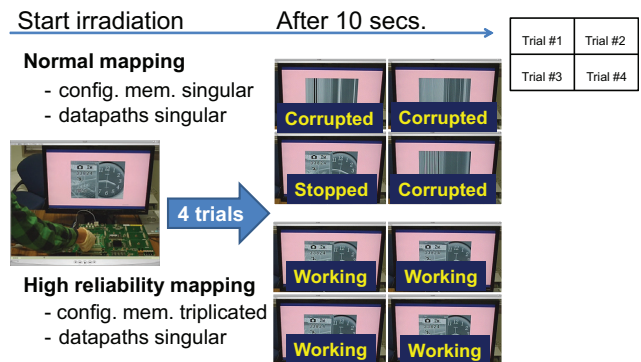 Start irradiation
After 10 secs.
Trial #1 Trial #2
Trial #3 Trial #4
Normal mapping
- config. mem. singular
- datapaths singular
Corrupted Corrupted
Stopped Corrupted
4 trials
Working Working
High reliability mapping
- config. mem. triplicated
- datapaths singular
Working Working